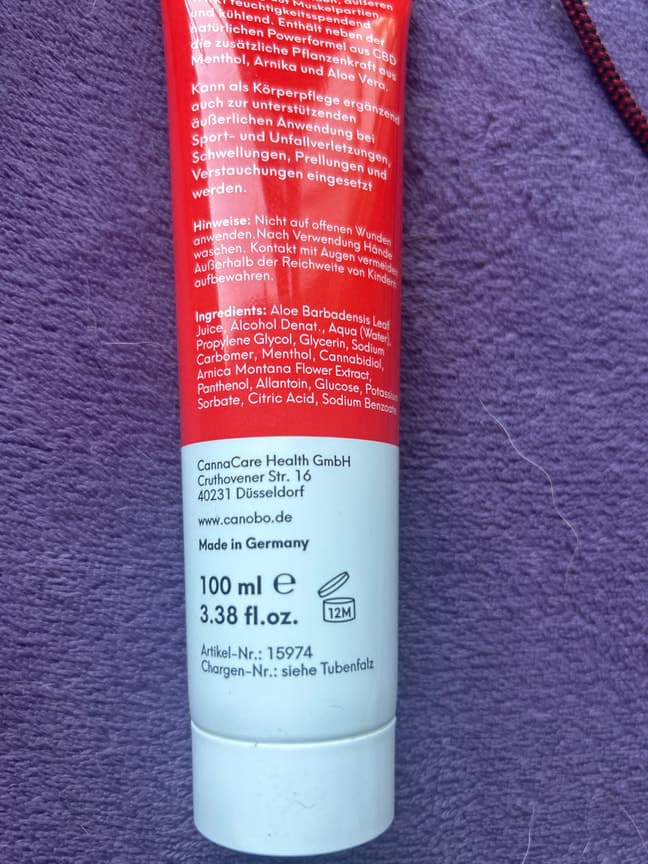 auf Muskelpartien
feuchtigkeitsspendend
und kühlend. Enthält neben der
natürlichen Powerformel aus CBD
die zusätzliche Pflanzenkraft aus
Menthol, Arnika und Aloe Vera.
Kann als Körperpflege ergänzend
auch zur unterstützenden
äußerlichen Anwendung bei
Sport- und Unfallverletzungen,
Schwellungen, Prellungen und
Verstauchungen eingesetzt
werden.
Hinweise: Nicht auf offenen Wunden
anwenden.Nach Verwendung Hände
waschen. Kontakt mit Augen vermeiden
Außerhalb der Reichweite von Kindern
aufbewahren.
Ingredients: Aloe Barbadensis Leaf
Juice, Alcohol Denat., Aqua (Water),
Propylene Glycol, Glycerin, Sodium
Carbomer, Menthol, Cannabidiol,
Arnica Montana Flower Extract,
Panthenol, Allantoin, Glucose, Potassium
Sorbate, Citric Acid, Sodium Benzoate
CannaCare Health GmbH
Cruthovener Str. 16
40231 Düsseldorf
www.canobo.de
Made in Germany
100 ml e
3.38 fl.oz.
12M
Artikel-Nr.: 15974
Chargen-Nr.: siehe Tubenfalz